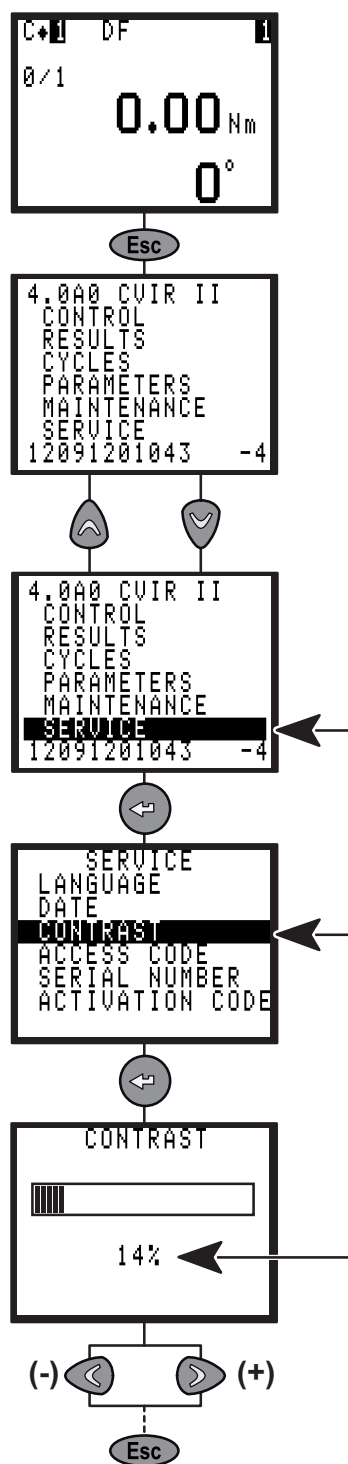 C♦1 DF 1
0/1
0.00 Nm
0°
Esc
4.0A0 CVIR II
CONTROL
RESULTS
CYCLES
PARAMETERS
MAINTENANCE
SERVICE
12091201043 -4
4.0A0 CVIR II
CONTROL
RESULTS
CYCLES
PARAMETERS
MAINTENANCE
SERVICE
12091201043 -4
SERVICE
LANGUAGE
DATE
CONTRAST
ACCESS CODE
SERIAL NUMBER
ACTIVATION CODE
CONTRAST
14%
(-) (+)
Esc